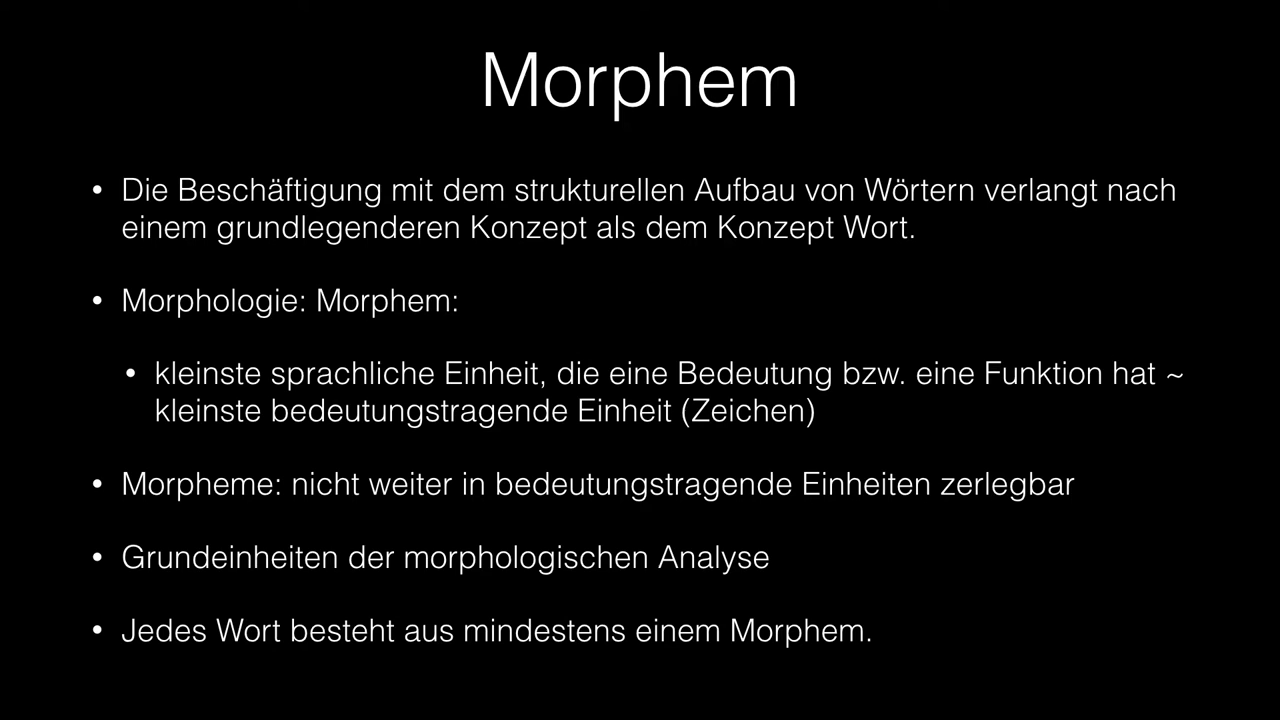 Morphem
• Die Beschäftigung mit dem strukturellen Aufbau von Wörtern verlangt nach
einem grundlegenderen Konzept als dem Konzept Wort.
• Morphologie: Morphem:
• kleinste sprachliche Einheit, die eine Bedeutung bzw. eine Funktion hat ~
kleinste bedeutungstragende Einheit (Zeichen)
• Morpheme: nicht weiter in bedeutungstragende Einheiten zerlegbar
• Grundeinheiten der morphologischen Analyse
• Jedes Wort besteht aus mindestens einem Morphem.